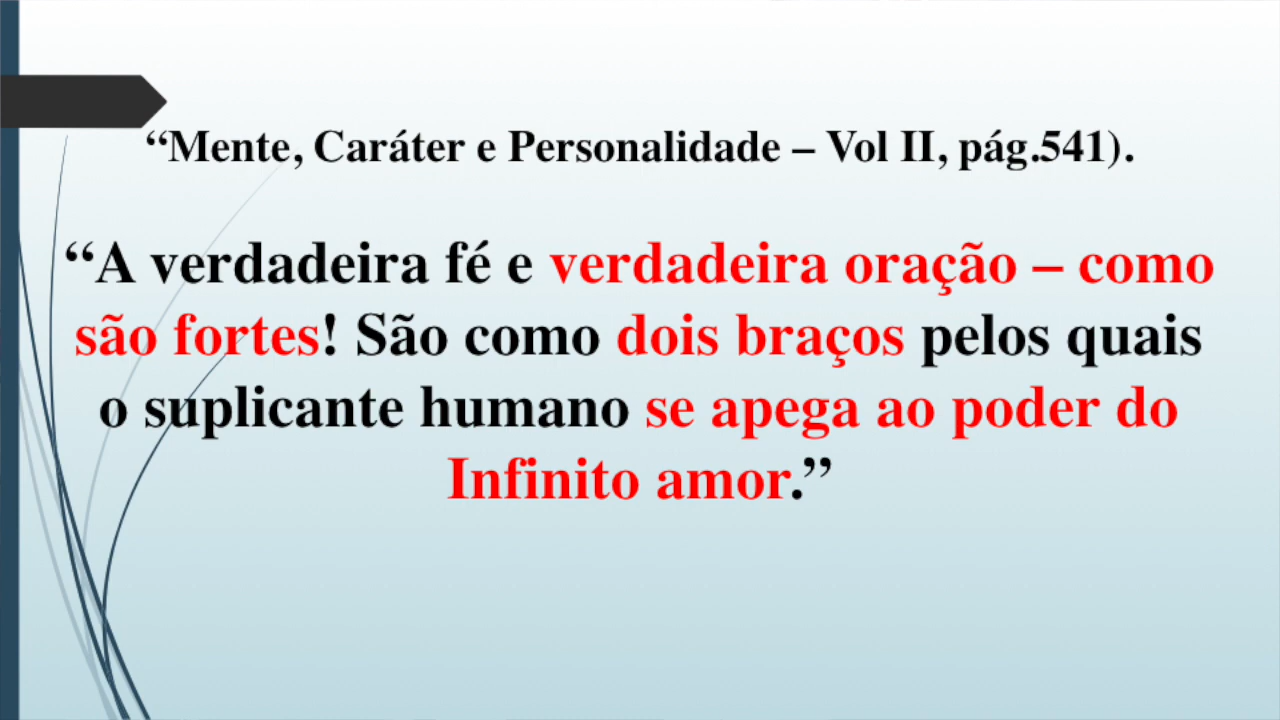 “Mente, Caráter e Personalidade – Vol II, pág.541).
“A verdadeira fé e verdadeira oração – como
são fortes! São como dois braços pelos quais
o suplicante humano se apega ao poder do
Infinito amor.”